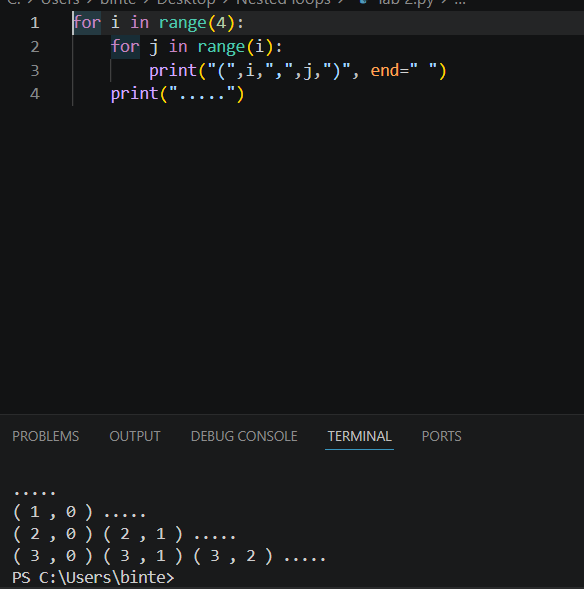 C: > Users > binte > Desktop > Nested loops > lab 2.py > ...
1 for i in range(4):
2     for j in range(i):
3         print("(",i,",",j,")", end=" ")
4     print(".....")
PROBLEMS OUTPUT DEBUG CONSOLE TERMINAL PORTS
.....
( 1 , 0 ) .....
( 2 , 0 ) ( 2 , 1 ) .....
( 3 , 0 ) ( 3 , 1 ) ( 3 , 2 ) .....
PS C:\Users\binte>